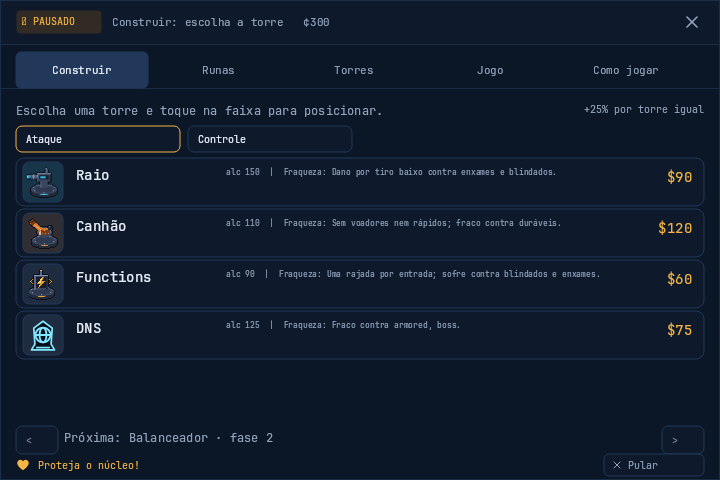 PAUSADO Construir: escolha a torre $300
Construir Runas Torres Jogo Como jogar
Escolha uma torre e toque na faixa para posicionar. +25% por torre igual
Ataque Controle
Raio alc 150 | Fraqueza: Dano por tiro baixo contra enxames e blindados. $90
Canhão alc 110 | Fraqueza: Sem voadores nem rápidos; fraco contra duráveis. $120
Functions alc 90 | Fraqueza: Uma rajada por entrada; sofre contra blindados e enxames. $60
DNS alc 125 | Fraqueza: Fraco contra armored, boss. $75
< Próxima: Balanceador · fase 2 >
Proteja o núcleo! Pular